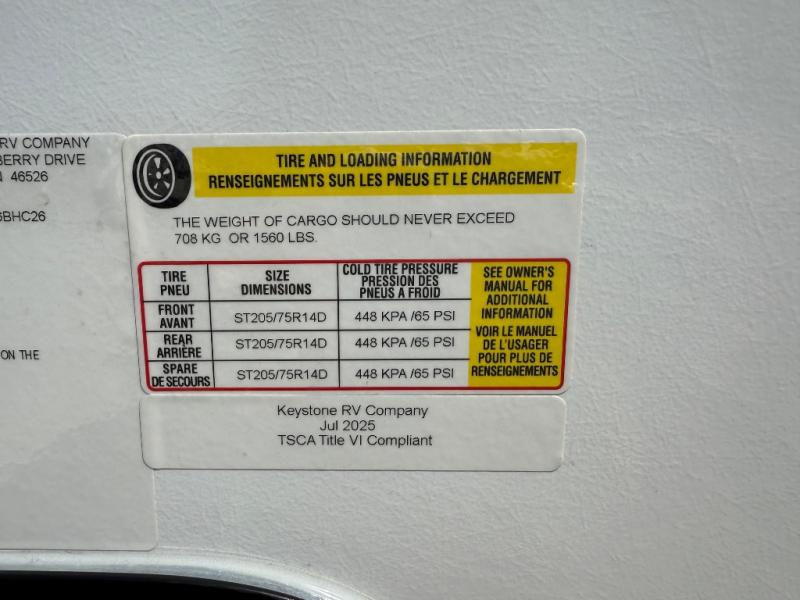 RV COMPANY
BERRY DRIVE
46526
BHC26
ON THE
TIRE AND LOADING INFORMATION
RENSEIGNEMENTS SUR LES PNEUS ET LE CHARGEMENT
THE WEIGHT OF CARGO SHOULD NEVER EXCEED
708 KG OR 1560 LBS.
TIRE PNEU SIZE DIMENSIONS COLD TIRE PRESSURE PRESSION DES PNEUS A FROID
FRONT AVANT ST205/75R14D 448 KPA /65 PSI
REAR ARRIÈRE ST205/75R14D 448 KPA /65 PSI
SPARE DE SECOURS ST205/75R14D 448 KPA /65 PSI
SEE OWNER'S
MANUAL FOR
ADDITIONAL
INFORMATION
VOIR LE MANUEL
DE L'USAGER
POUR PLUS DE
RENSEIGNEMENTS
Keystone RV Company
Jul 2025
TSCA Title VI Compliant